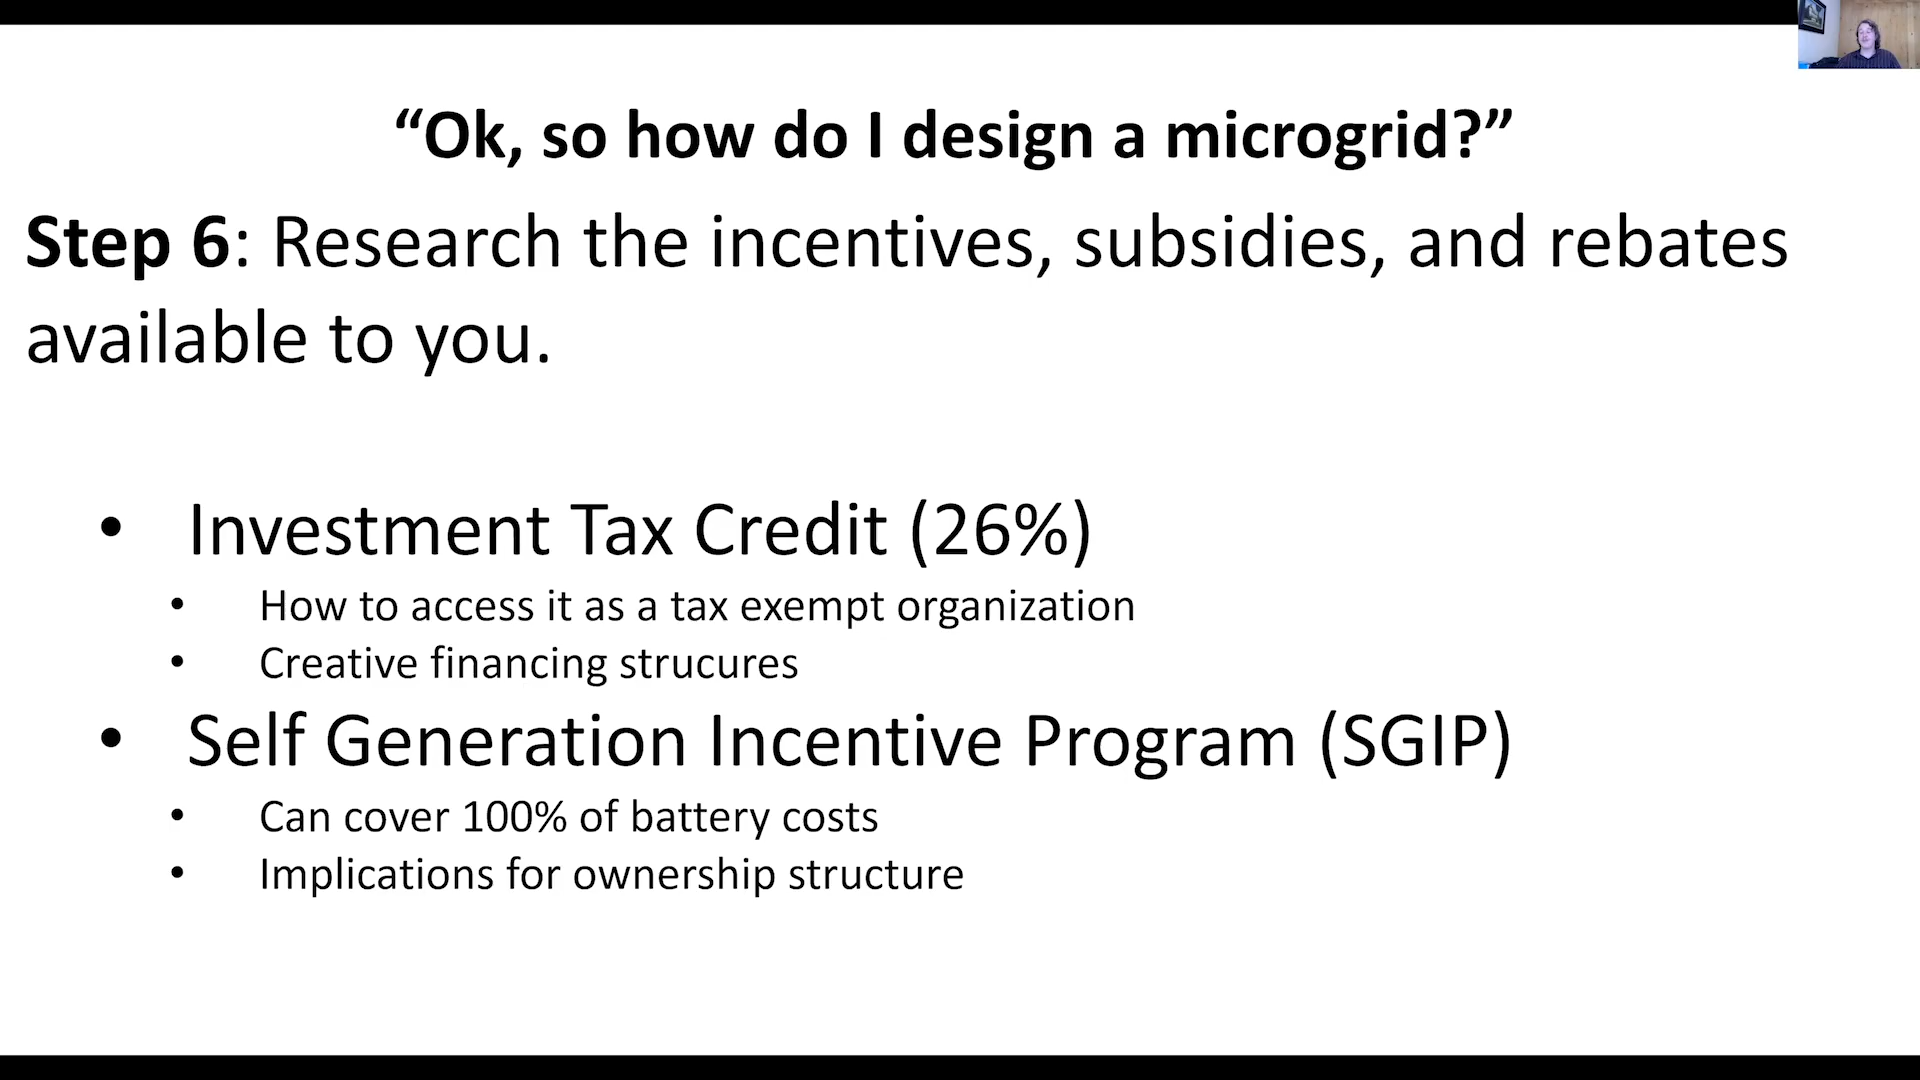 “Ok, so how do I design a microgrid?”
Step 6: Research the incentives, subsidies, and rebates
available to you.
• Investment Tax Credit (26%)
• How to access it as a tax exempt organization
• Creative financing strucures
• Self Generation Incentive Program (SGIP)
• Can cover 100% of battery costs
• Implications for ownership structure